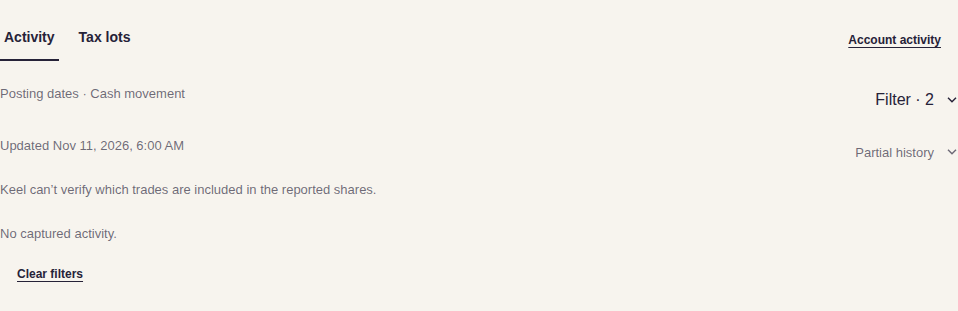 Activity
Tax lots
Account activity
Posting dates · Cash movement
Filter · 2
Updated Nov 11, 2026, 6:00 AM
Partial history
Keel can’t verify which trades are included in the reported shares.
No captured activity.
Clear filters